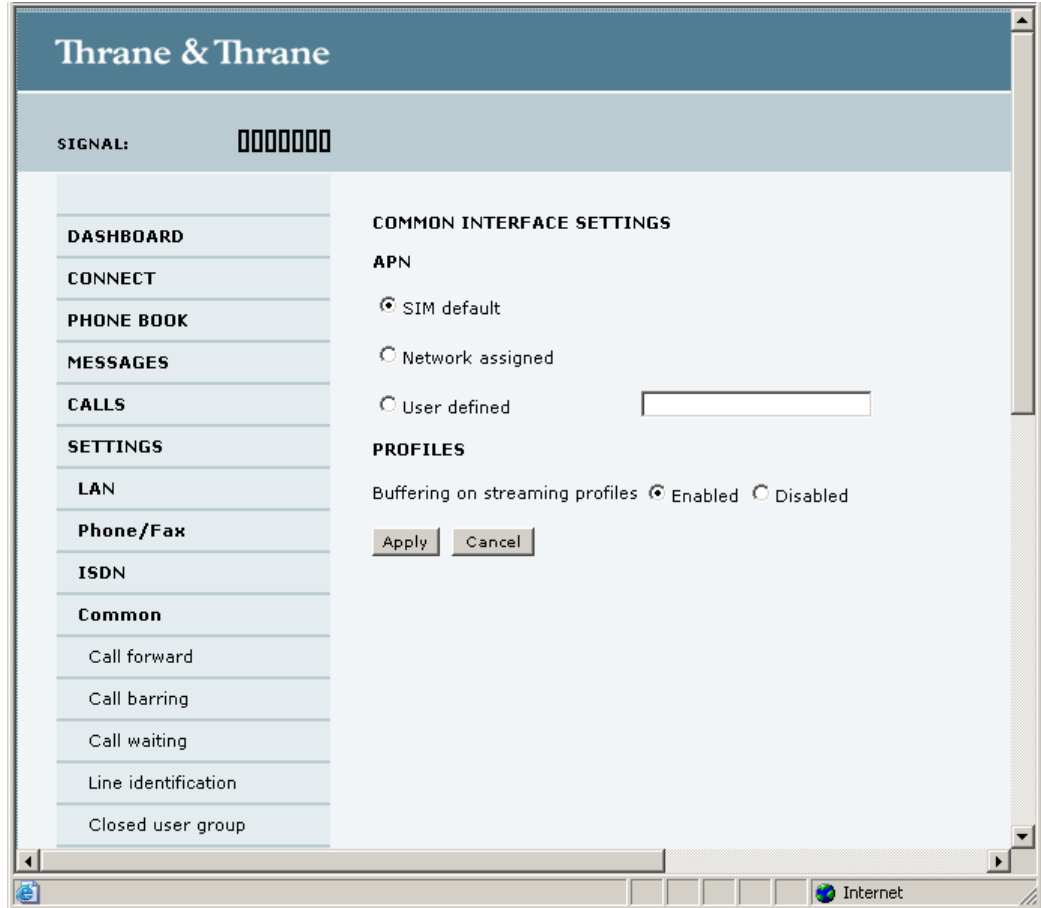 Thrane & Thrane
SIGNAL:
DASHBOARD
CONNECT
PHONE BOOK
MESSAGES
CALLS
SETTINGS
LAN
Phone/Fax
ISDN
Common
Call forward
Call barring
Call waiting
Line identification
Closed user group
COMMON INTERFACE SETTINGS
APN
SIM default
Network assigned
User defined
PROFILES
Buffering on streaming profiles Enabled Disabled
Apply Cancel
Internet